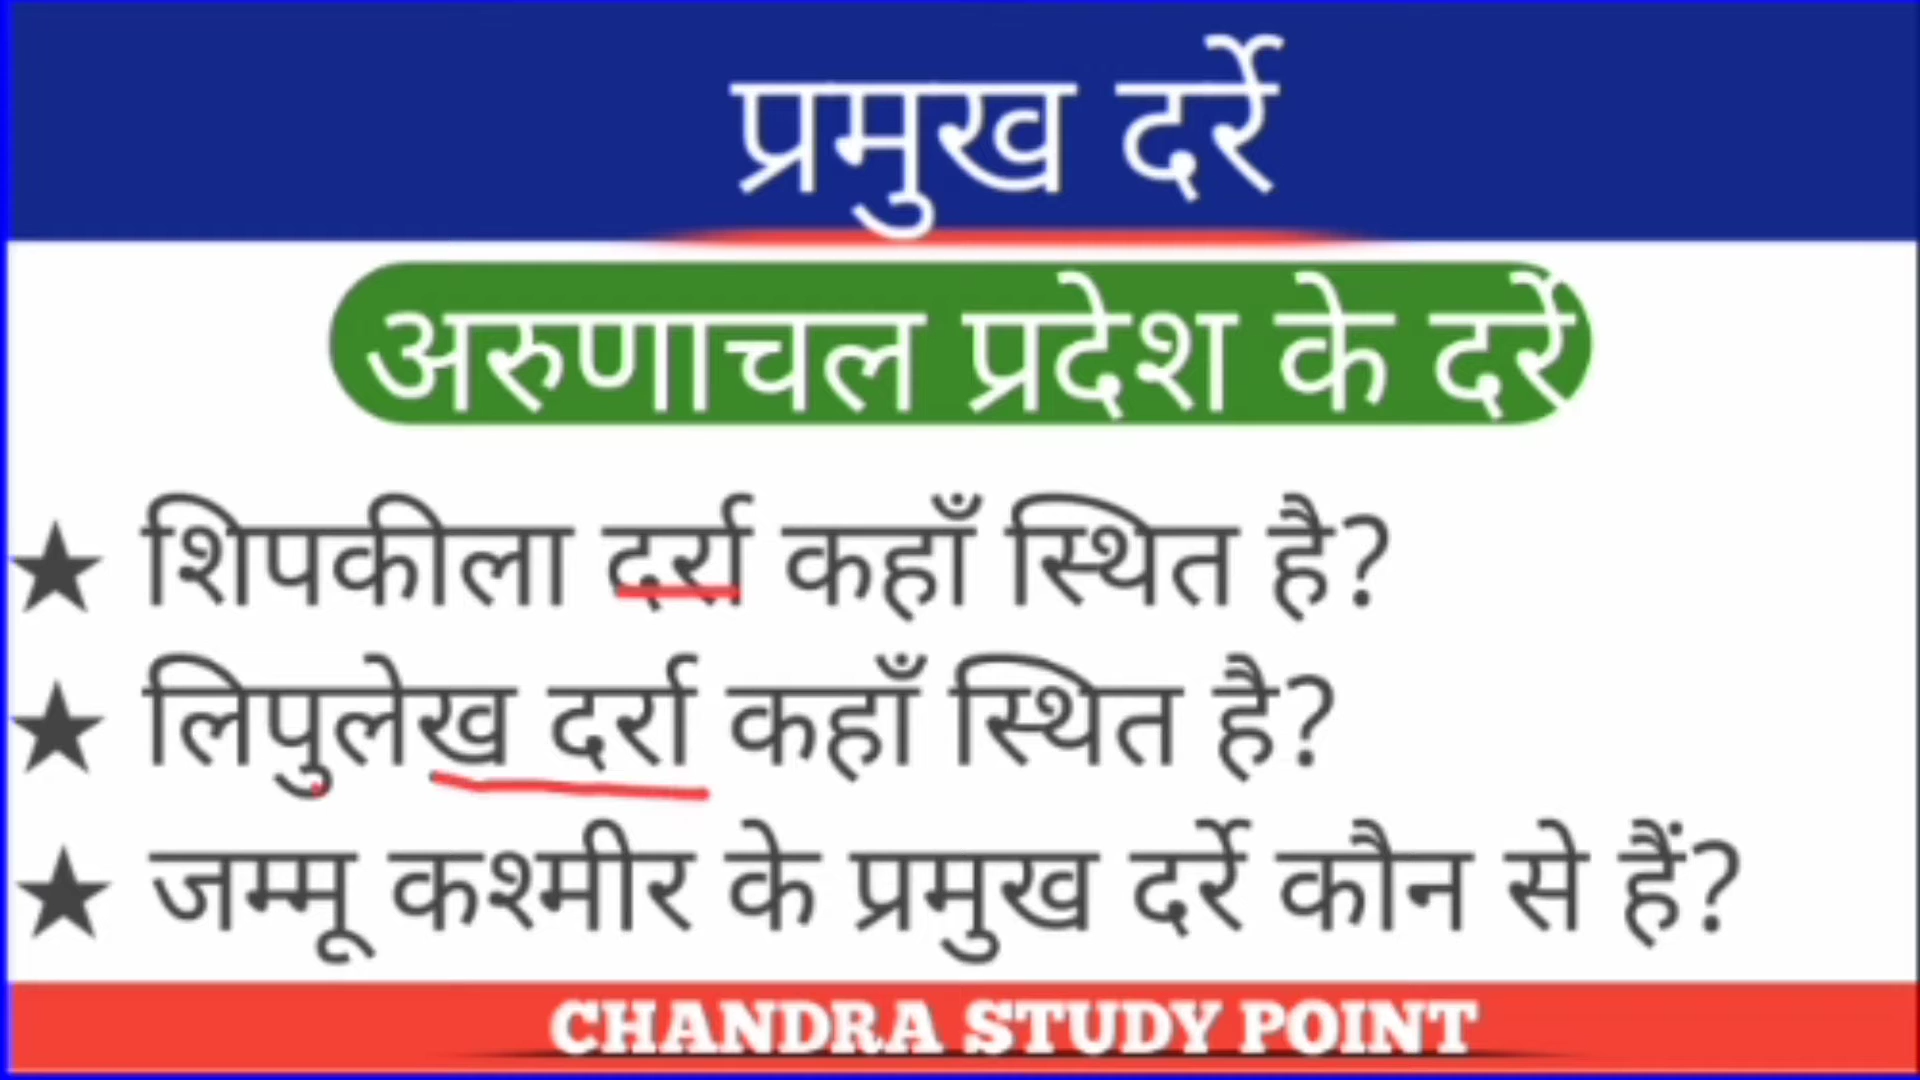 प्रमुख दर्रे
अरुणाचल प्रदेश के दर्रे
★ शिपकीला दर्रा कहाँ स्थित है?
★ लिपुलेख दर्रा कहाँ स्थित है?
★ जम्मू कश्मीर के प्रमुख दर्रे कौन से हैं?
CHANDRA STUDY POINT